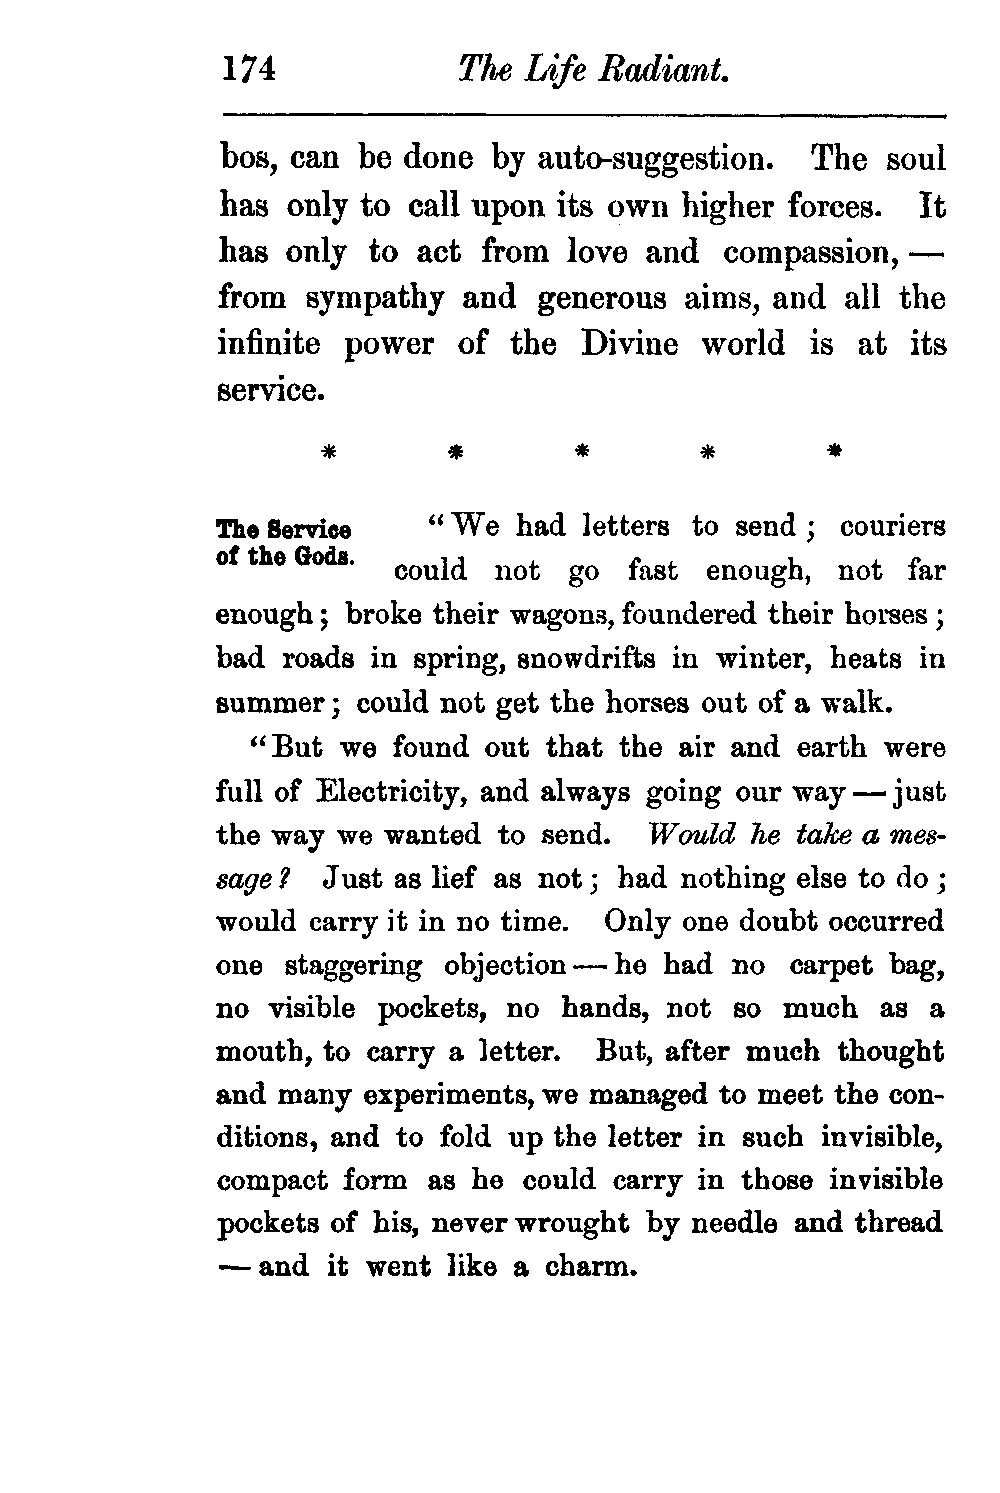 174 The Life Radiant.
bos, can be done by auto-suggestion. The soul
has only to call upon its own higher forces. It
has only to act from love and compassion, —
from sympathy and generous aims, and all the
infinite power of the Divine world is at its
service.
* * * * *
The Service
of the Gods.
“We had letters to send; couriers
could not go fast enough, not far
enough; broke their wagons, foundered their horses;
bad roads in spring, snowdrifts in winter, heats in
summer; could not get the horses out of a walk.
“But we found out that the air and earth were
full of Electricity, and always going our way — just
the way we wanted to send. Would he take a mes-
sage? Just as lief as not; had nothing else to do;
would carry it in no time. Only one doubt occurred
one staggering objection — he had no carpet bag,
no visible pockets, no hands, not so much as a
mouth, to carry a letter. But, after much thought
and many experiments, we managed to meet the con-
ditions, and to fold up the letter in such invisible,
compact form as he could carry in those invisible
pockets of his, never wrought by needle and thread
— and it went like a charm.